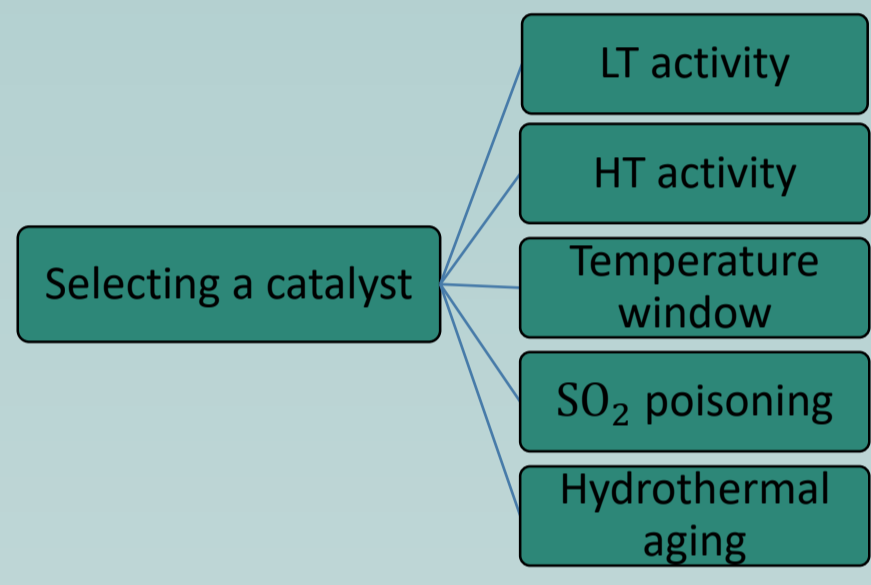 LT activity
HT activity
Selecting a catalyst
Temperature
window
SO₂ poisoning
Hydrothermal
aging